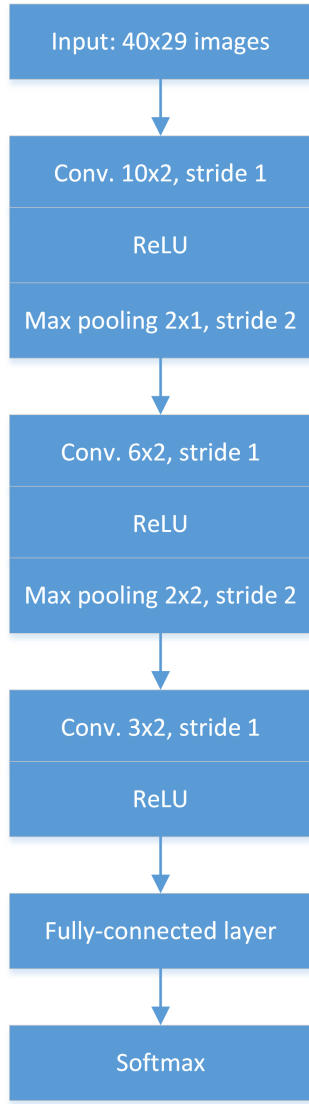 Input: 40x29 images
Conv. 10x2, stride 1
ReLU
Max pooling 2x1, stride 2
Conv. 6x2, stride 1
ReLU
Max pooling 2x2, stride 2
Conv. 3x2, stride 1
ReLU
Fully-connected layer
Softmax